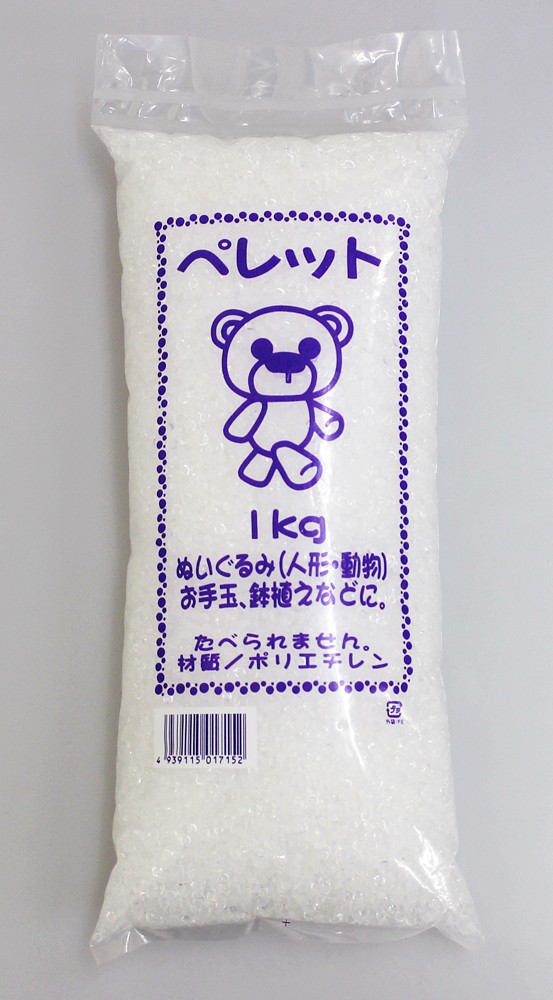 ペレット
1kg
ぬいぐるみ(人形・動物)
お手玉、鉢植えなどに。
たべられません。
材質/ポリエチレン
プラ
4 939115 017152